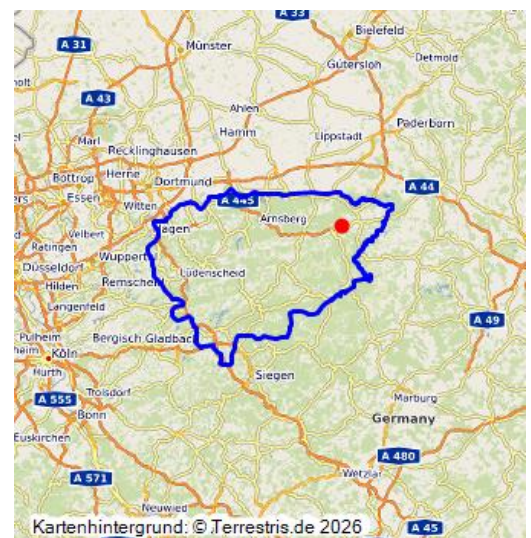 A 33
Bielefeld
A 31
Münster
Gütersloh
Detmold
A 43
Ahlen
Paderborn
Marl
Hamm
Lippstadt
Recklinghausen
Bottrop
Herne
Dortmund
A 44
Essen
Witten
A 445
Arnsberg
Velbert
Hagen
Ratingen
Wuppertal
Düsseldorf
Lüdenscheid
Hilden
Remscheid
Langenfeld
A 49
Pulheim
Bergisch Gladbach
Köln
Hürth
Siegen
Troisdorf
Marburg
A 555
Bonn
Germany
Euskirchen
A 480
A 571
Wetzlar
Neuwied
A 45
Kartenhintergrund: © Terrestris.de 2026